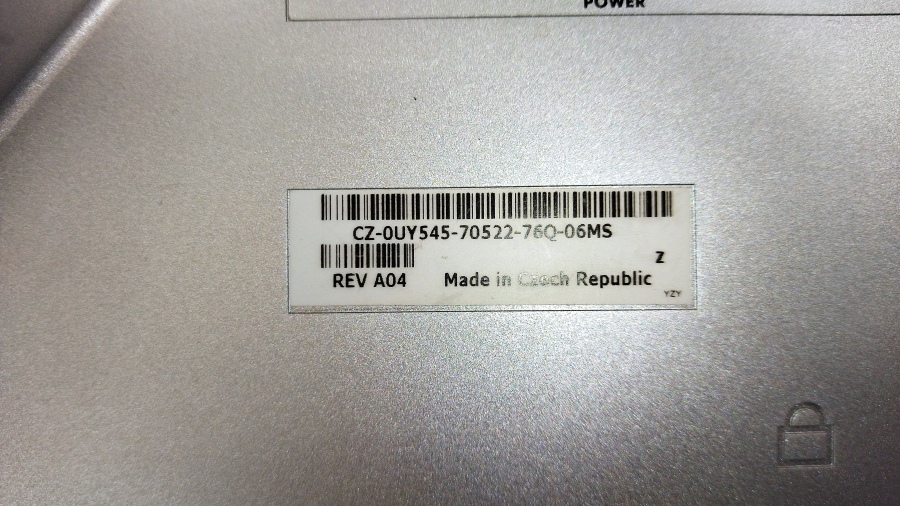 POWER
CZ-0UY545-70522-76Q-06MS
Z
REV A04 Made in Czech Republic
YZY